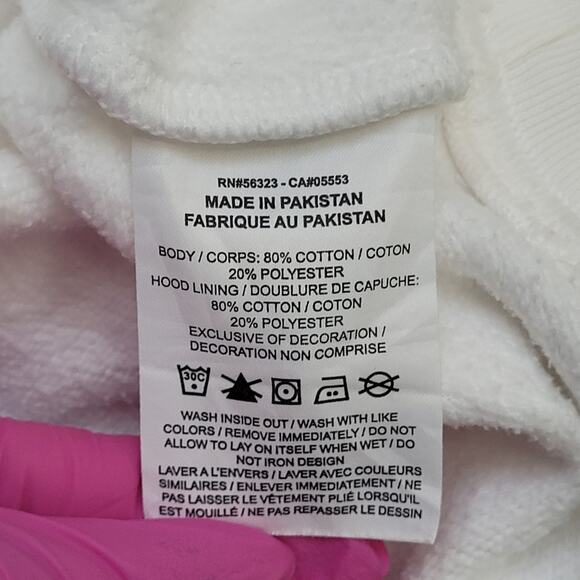 RN#56323 - CA#05553
MADE IN PAKISTAN
FABRIQUE AU PAKISTAN
BODY / CORPS: 80% COTTON / COTON
20% POLYESTER
HOOD LINING / DOUBLURE DE CAPUCHE:
80% COTTON / COTON
20% POLYESTER
EXCLUSIVE OF DECORATION /
DECORATION NON COMPRISE
30C
WASH INSIDE OUT / WASH WITH LIKE
COLORS / REMOVE IMMEDIATELY / DO NOT
ALLOW TO LAY ON ITSELF WHEN WET / DO
NOT IRON DESIGN
LAVER A L'ENVERS / LAVER AVEC COULEURS
SIMILAIRES / ENLEVER IMMEDIATEMENT / NE
PAS LAISSER LE VÊTEMENT PLIÉ LORSQU'IL
EST MOUILLÉ / NE PAS REPASSER LE DESSIN